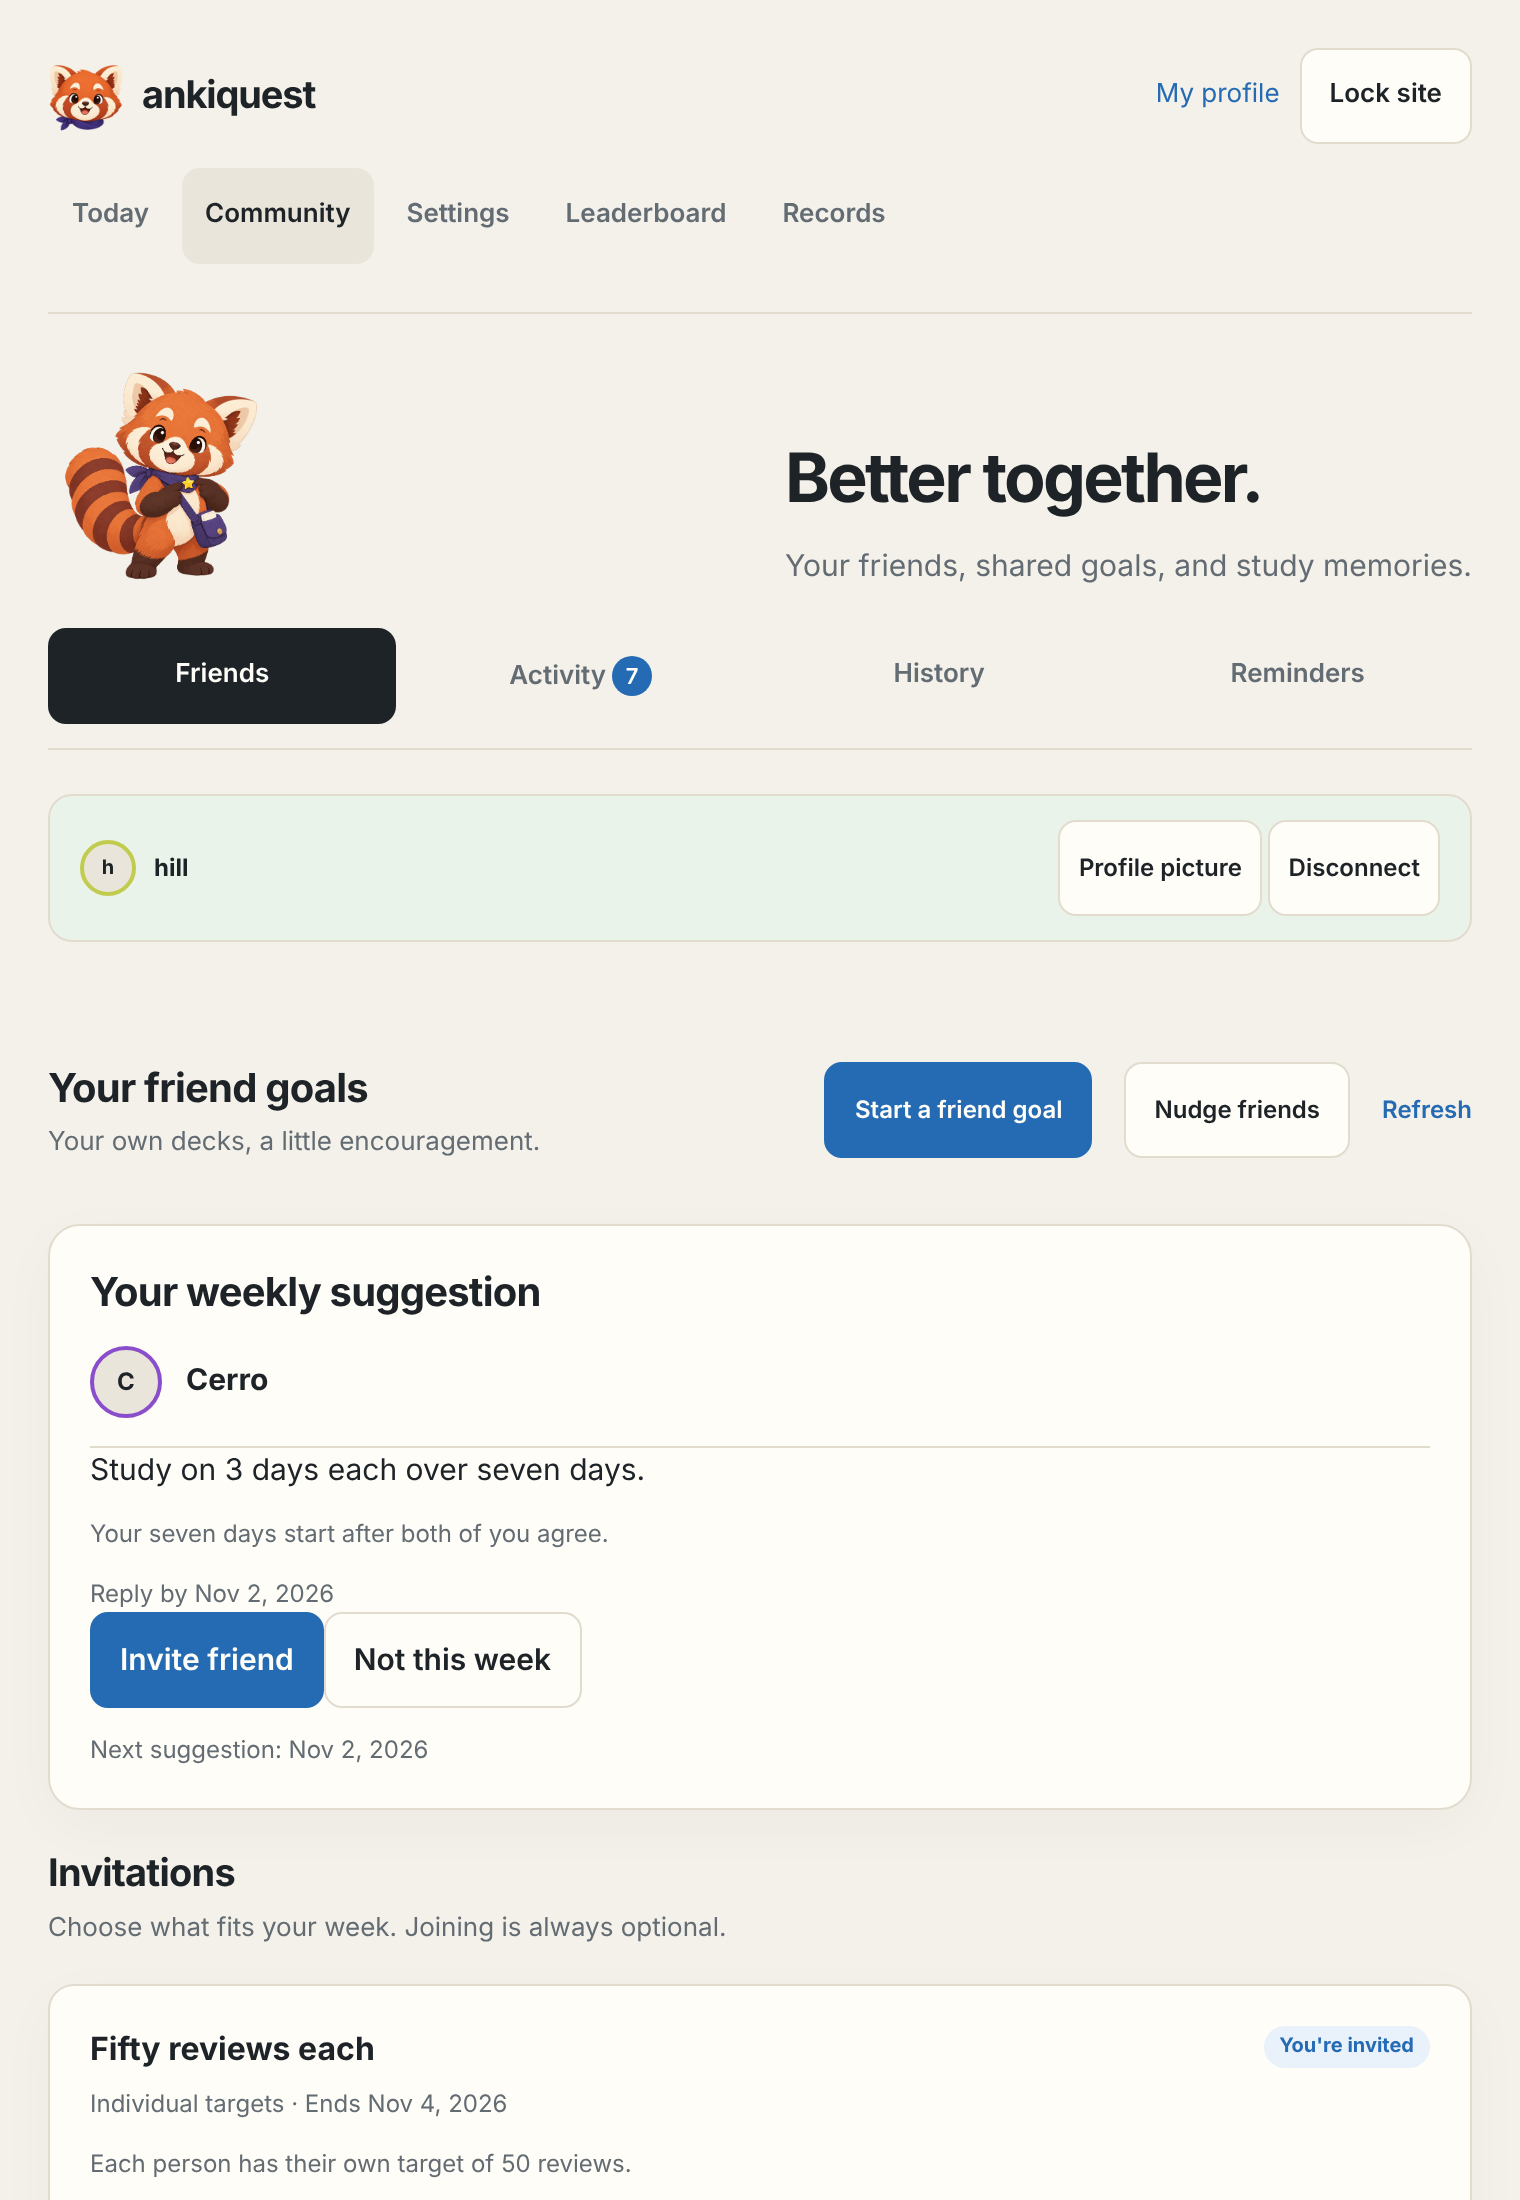 ankiquest
My profile
Lock site
Today
Community
Settings
Leaderboard
Records
Better together.
Your friends, shared goals, and study memories.
Friends
Activity 7
History
Reminders
h
hill
Profile picture
Disconnect
Your friend goals
Your own decks, a little encouragement.
Start a friend goal
Nudge friends
Refresh
Your weekly suggestion
C
Cerro
Study on 3 days each over seven days.
Your seven days start after both of you agree.
Reply by Nov 2, 2026
Invite friend
Not this week
Next suggestion: Nov 2, 2026
Invitations
Choose what fits your week. Joining is always optional.
Fifty reviews each
You're invited
Individual targets · Ends Nov 4, 2026
Each person has their own target of 50 reviews.